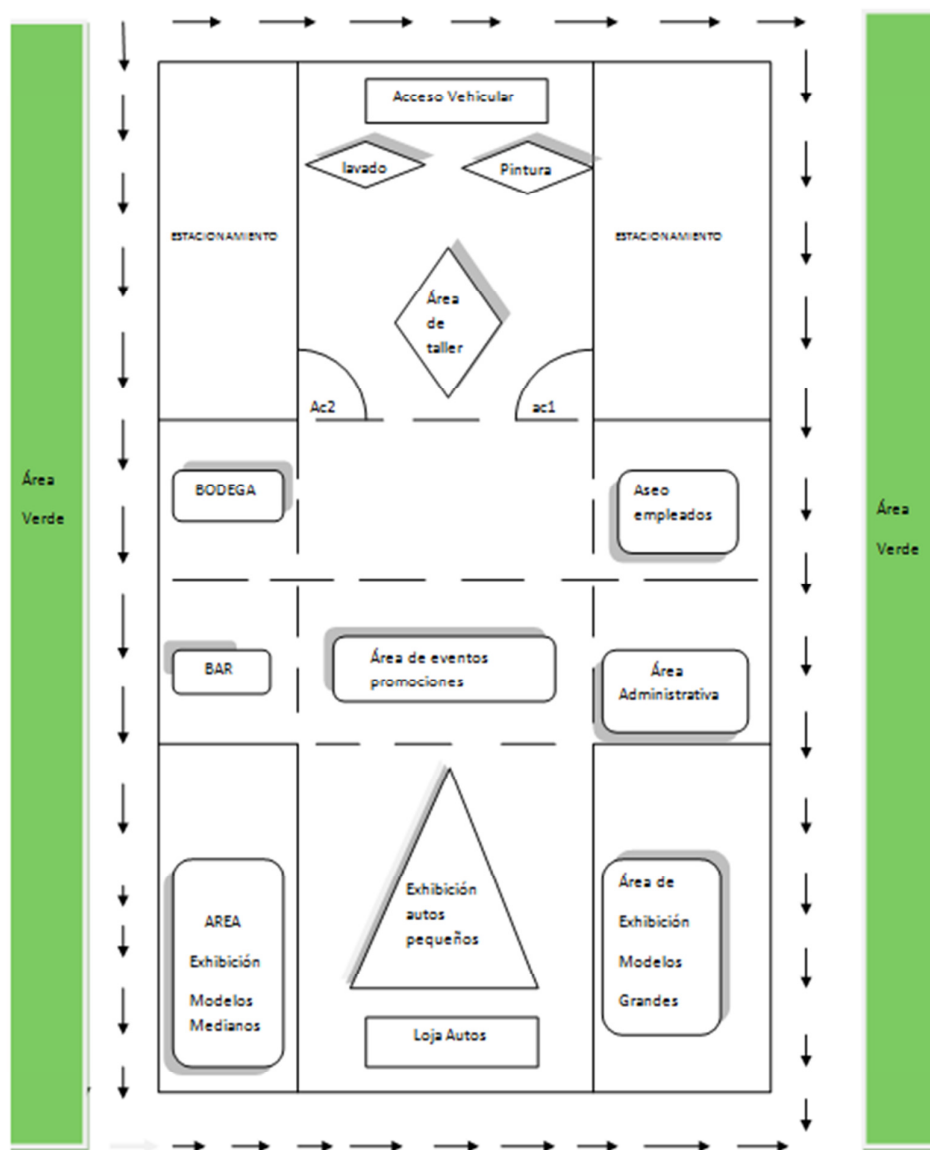 Acceso Vehicular
lavado
Pintura
ESTACIONAMIENTO
ESTACIONAMIENTO
Área
de
taller
Ac2
ac1
Área
Verde
BODEGA
Aseo
empleados
Área
Verde
BAR
Área de eventos
promociones
Área
Administrativa
AREA
Exhibición
Modelos
Medianos
Exhibición
autos
pequeños
Área de
Exhibición
Modelos
Grandes
Loja Autos